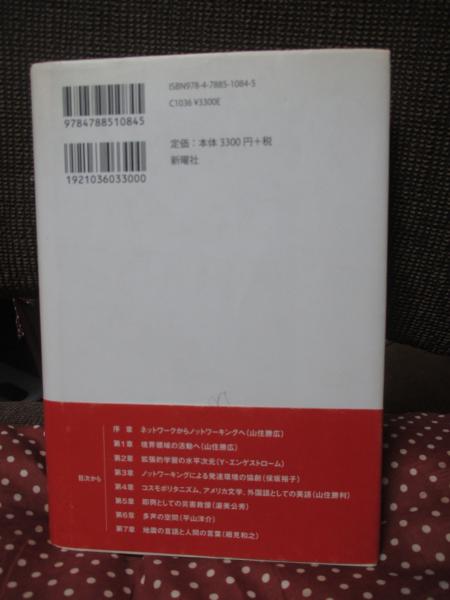 ISBN978-4-7885-1084-5
C1036 ¥3300E
9784788510845
定価：本体 3300 円＋税
新曜社
1921036033000
目次から
序 章 ネットワークからノットワーキングへ(山住勝広)
第1章 境界領域の活動へ(山住勝広)
第2章 拡張的学習の水平次元(Y・エンゲストローム)
第3章 ノットワーキングによる発達環境の協創(保坂裕子)
第4章 コスモポリタニズム、アメリカ文学、外国語としての英語(山住勝利)
第5章 即興としての災害救援(渥美公秀)
第6章 多声の空間(平山洋介)
第7章 地震の言語と人間の言葉(細見和之)